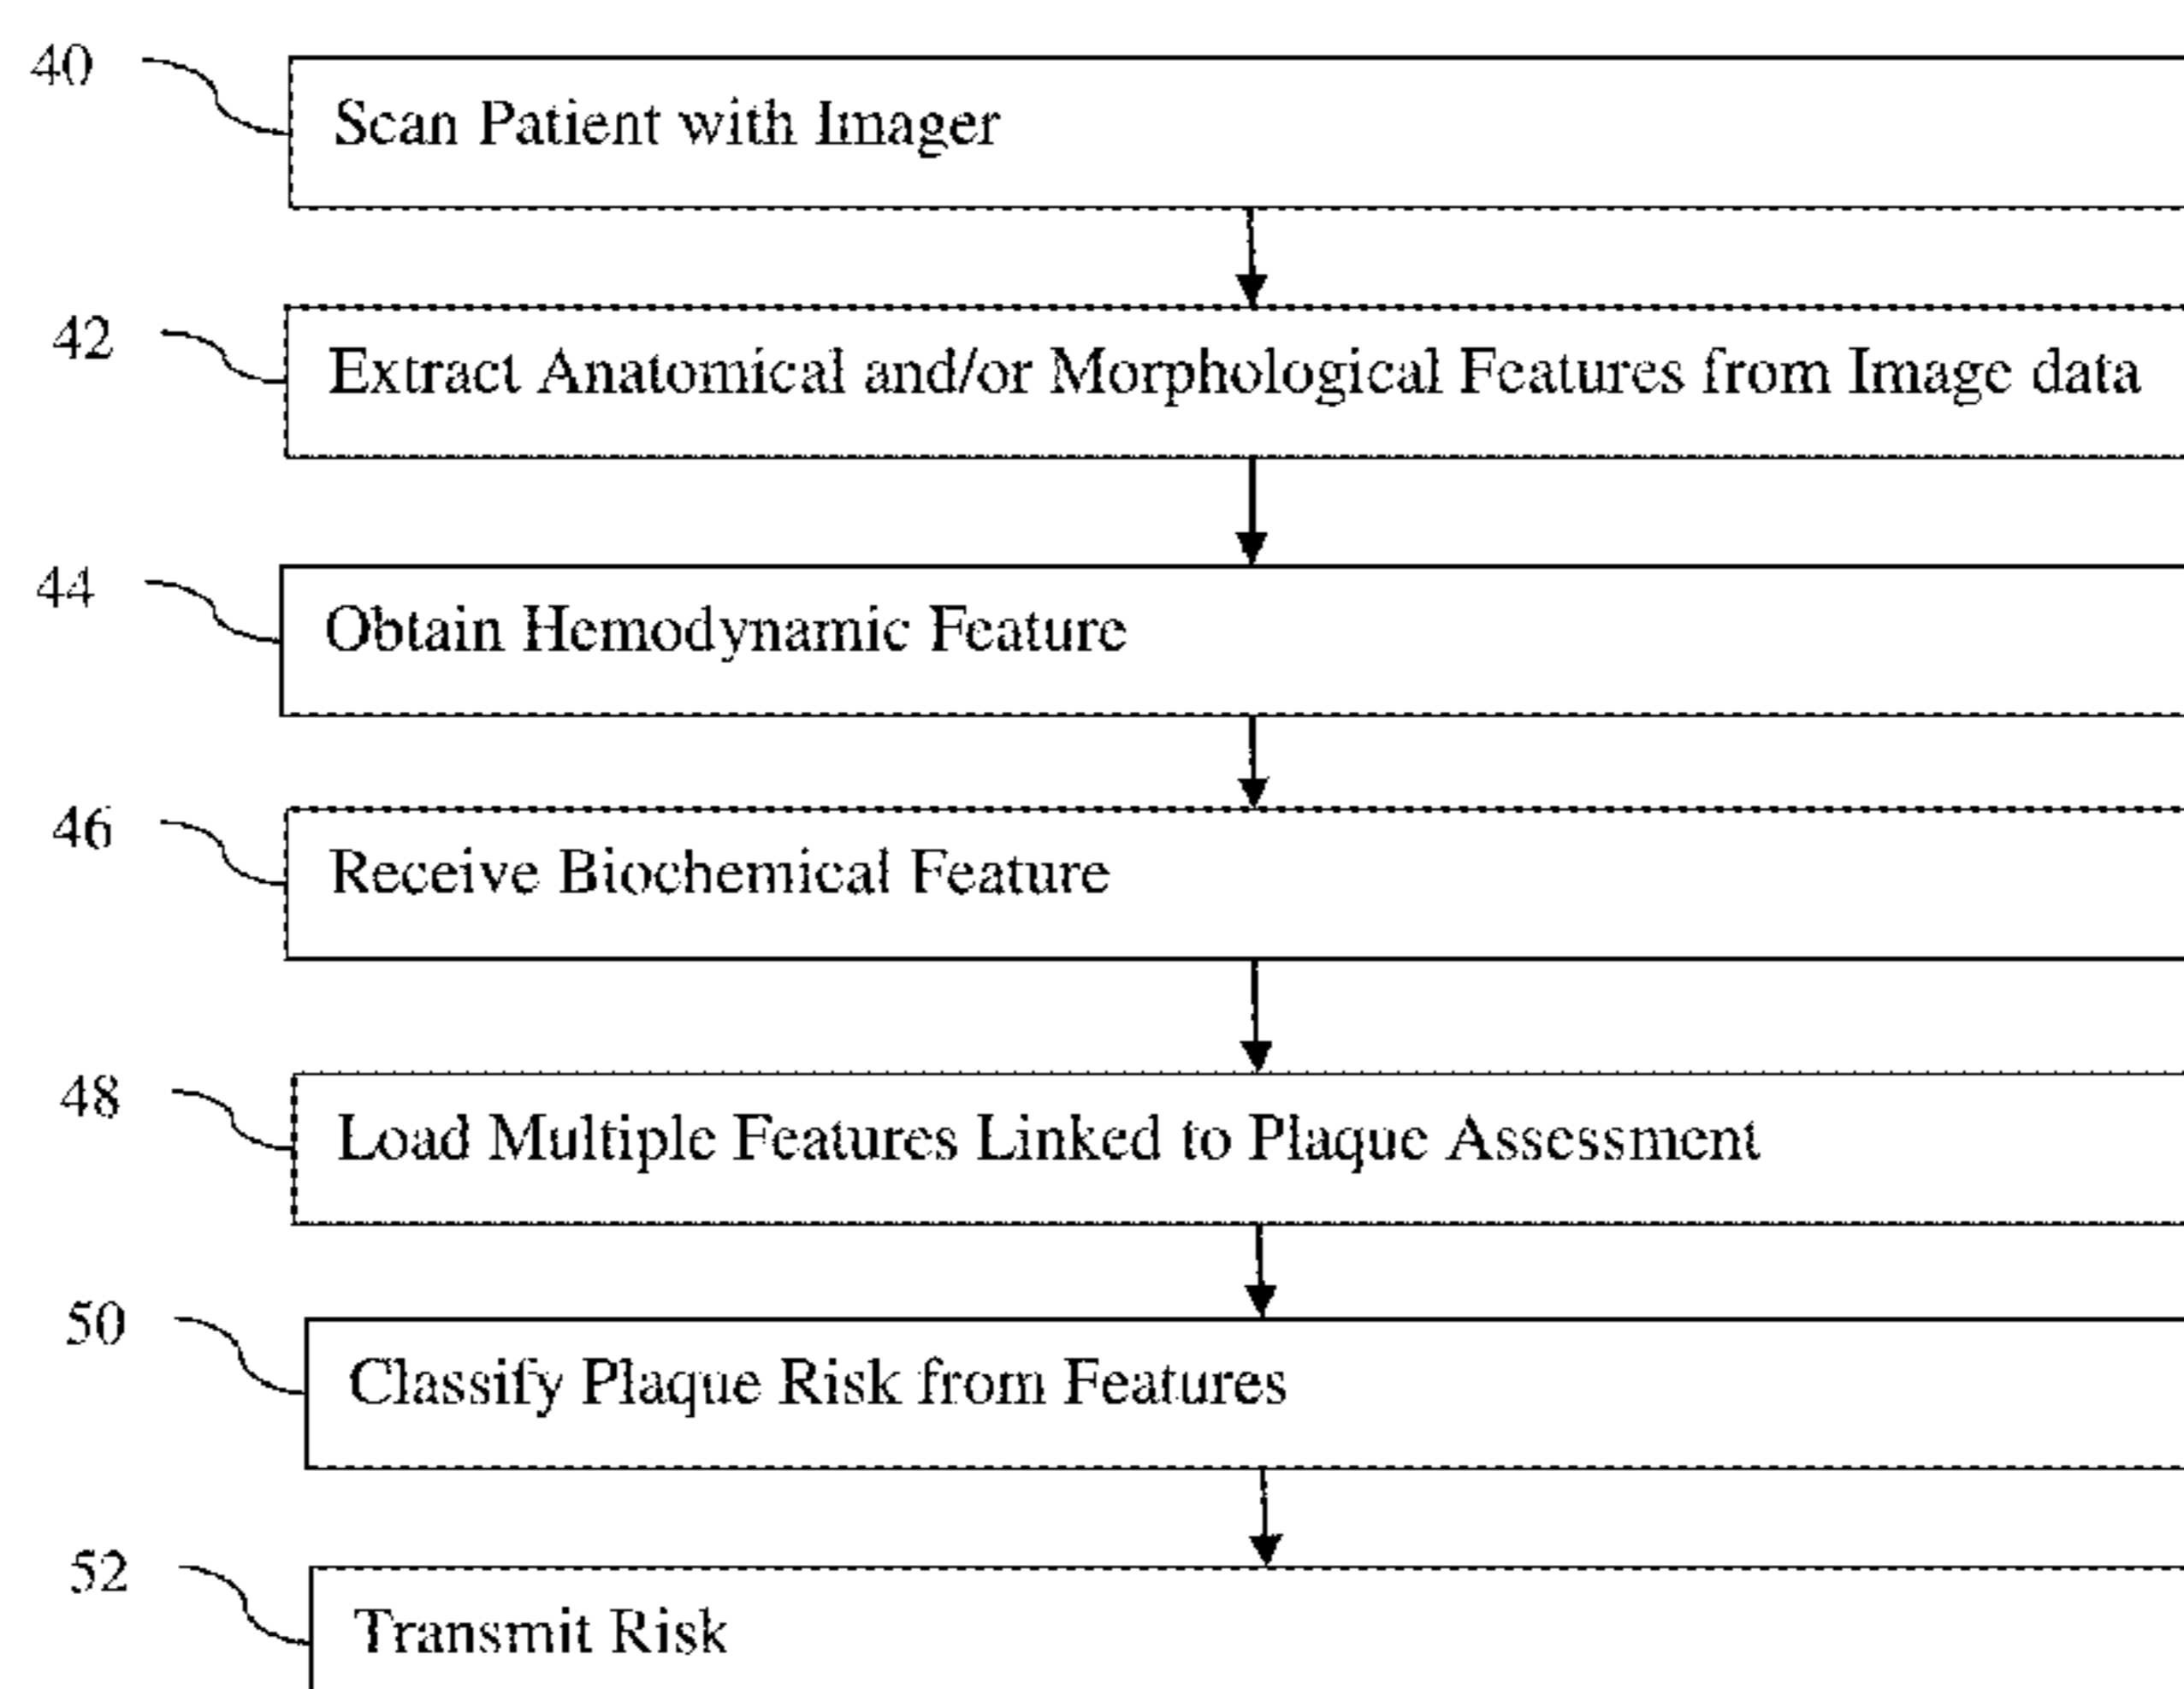 40
Scan Patient with Imager
42
Extract Anatomical and/or Morphological Features from Image data
44
Obtain Hemodynamic Feature
46
Receive Biochemical Feature
48
Load Multiple Features Linked to Plaque Assessment
50
Classify Plaque Risk from Features
52
Transmit Risk